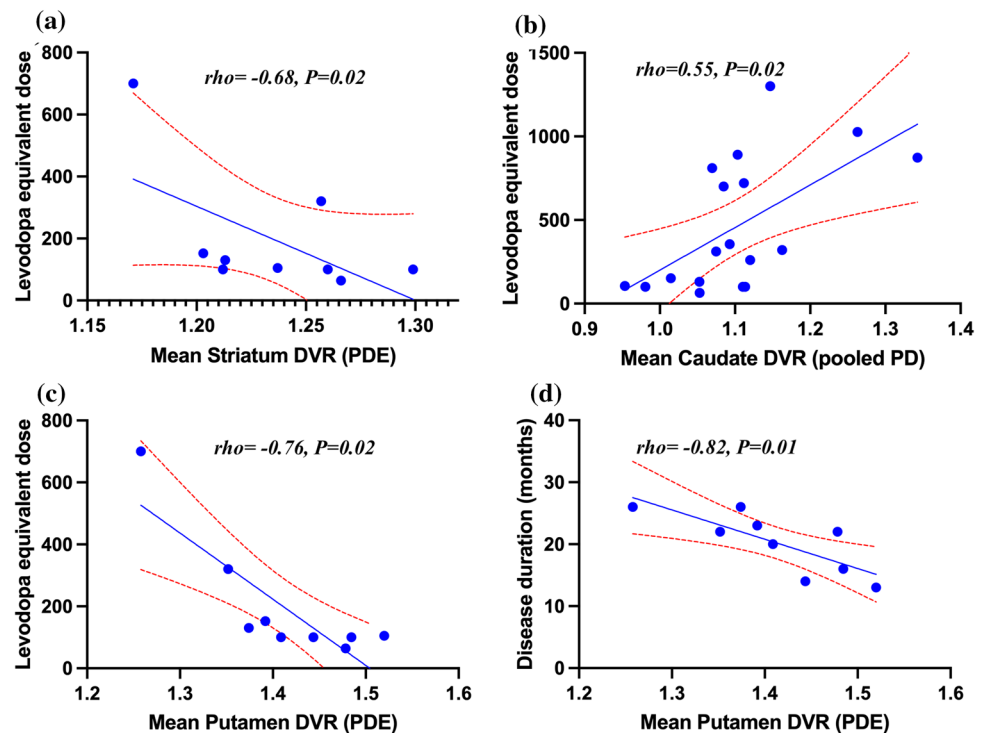 (a)
rho= -0.68, P=0.02
Levodopa equivalent dose
800
600
400
200
0
1.15
1.20
1.25
1.30
Mean Striatum DVR (PDE)
(b)
rho=0.55, P=0.02
Levodopa equivalent dose
1500
1000
500
0
0.9
1.0
1.1
1.2
1.3
1.4
Mean Caudate DVR (pooled PD)
(c)
rho= -0.76, P=0.02
Levodopa equivalent dose
800
600
400
200
0
1.2
1.3
1.4
1.5
1.6
Mean Putamen DVR (PDE)
(d)
rho= -0.82, P=0.01
Disease duration (months)
40
30
20
10
0
1.2
1.3
1.4
1.5
1.6
Mean Putamen DVR (PDE)